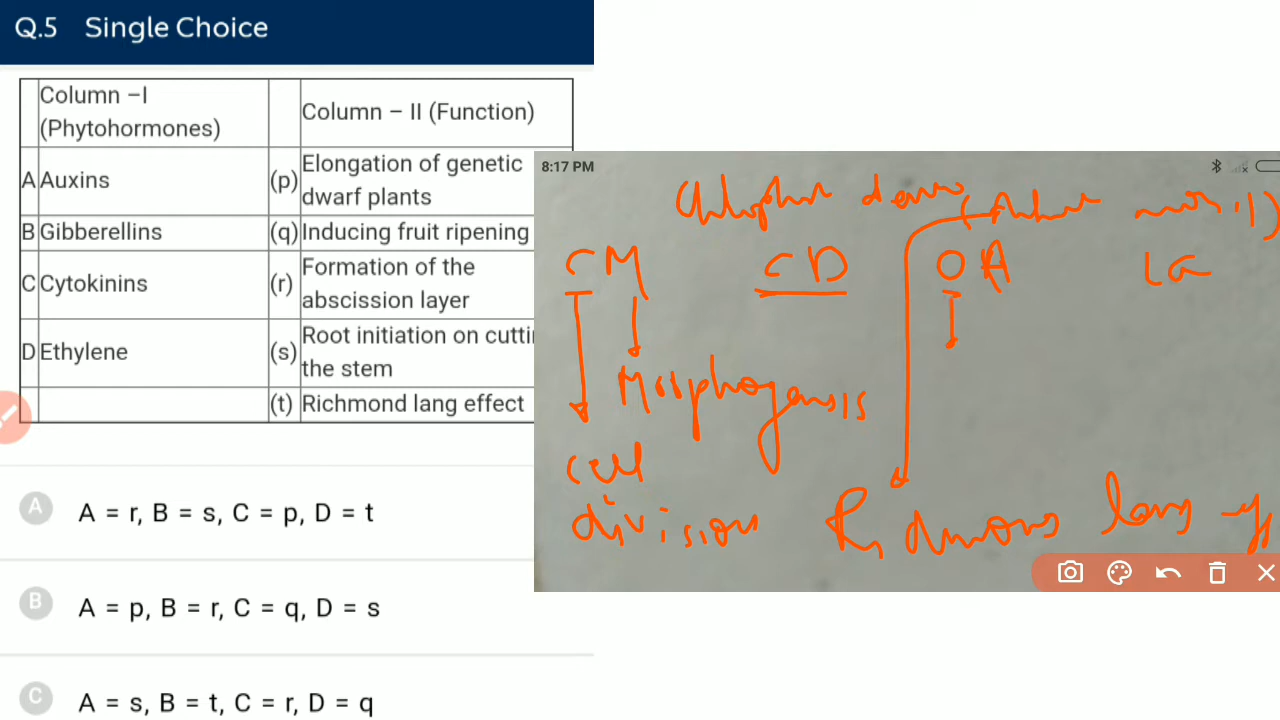 Q.5 Single Choice
Column –I (Phytohormones) Column – II (Function)
A Auxins (p) Elongation of genetic dwarf plants
B Gibberellins (q) Inducing fruit ripening
C Cytokinins (r) Formation of the abscission layer
D Ethylene (s) Root initiation on cutti the stem
(t) Richmond lang effect
A A = r, B = s, C = p, D = t
B A = p, B = r, C = q, D = s
C A = s, B = t, C = r, D = q
8:17 PM
CM CD OA LG
Morphogensis
cell
division lang